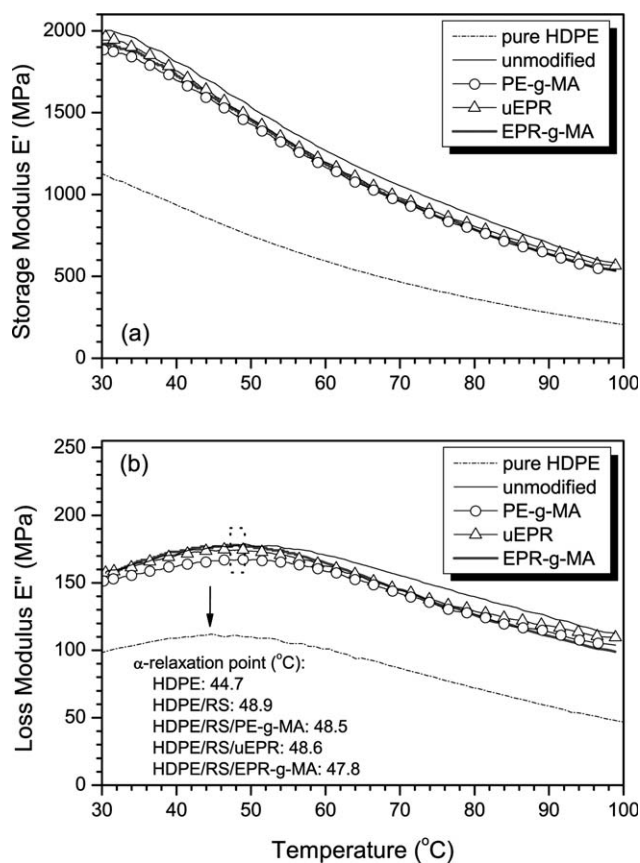 2000
1500
1000
500
0
Storage Modulus E' (MPa)
pure HDPE
unmodified
PE-g-MA
uEPR
EPR-g-MA
(a)
30 40 50 60 70 80 90 100
250
200
150
100
50
0
Loss Modulus E" (MPa)
(b)
pure HDPE
unmodified
PE-g-MA
uEPR
EPR-g-MA
α-relaxation point (°C):
HDPE: 44.7
HDPE/RS: 48.9
HDPE/RS/PE-g-MA: 48.5
HDPE/RS/uEPR: 48.6
HDPE/RS/EPR-g-MA: 47.8
30 40 50 60 70 80 90 100
Temperature (°C)